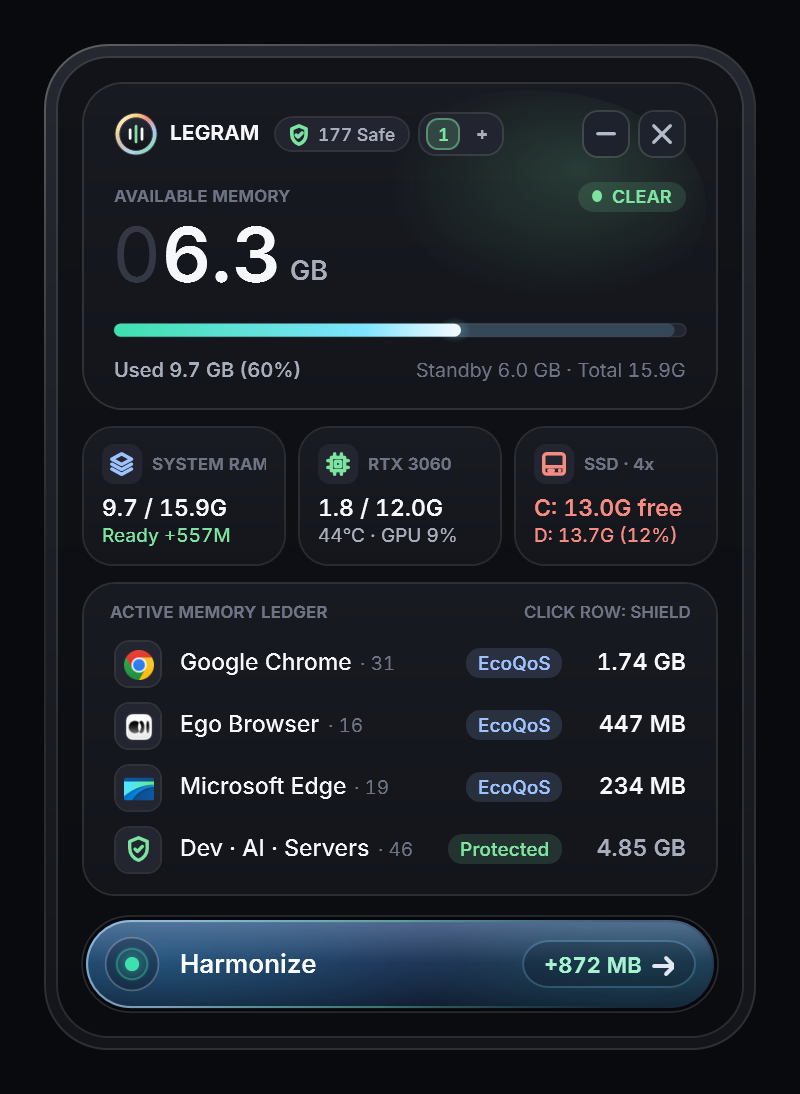 LEGRAM 177 Safe 1 +
AVAILABLE MEMORY CLEAR
06.3 GB
Used 9.7 GB (60%) Standby 6.0 GB · Total 15.9G
SYSTEM RAM
9.7 / 15.9G
Ready +557M
RTX 3060
1.8 / 12.0G
44°C · GPU 9%
SSD · 4x
C: 13.0G free
D: 13.7G (12%)
ACTIVE MEMORY LEDGER CLICK ROW: SHIELD
Google Chrome · 31 EcoQoS 1.74 GB
Ego Browser · 16 EcoQoS 447 MB
Microsoft Edge · 19 EcoQoS 234 MB
Dev · AI · Servers · 46 Protected 4.85 GB
Harmonize +872 MB →